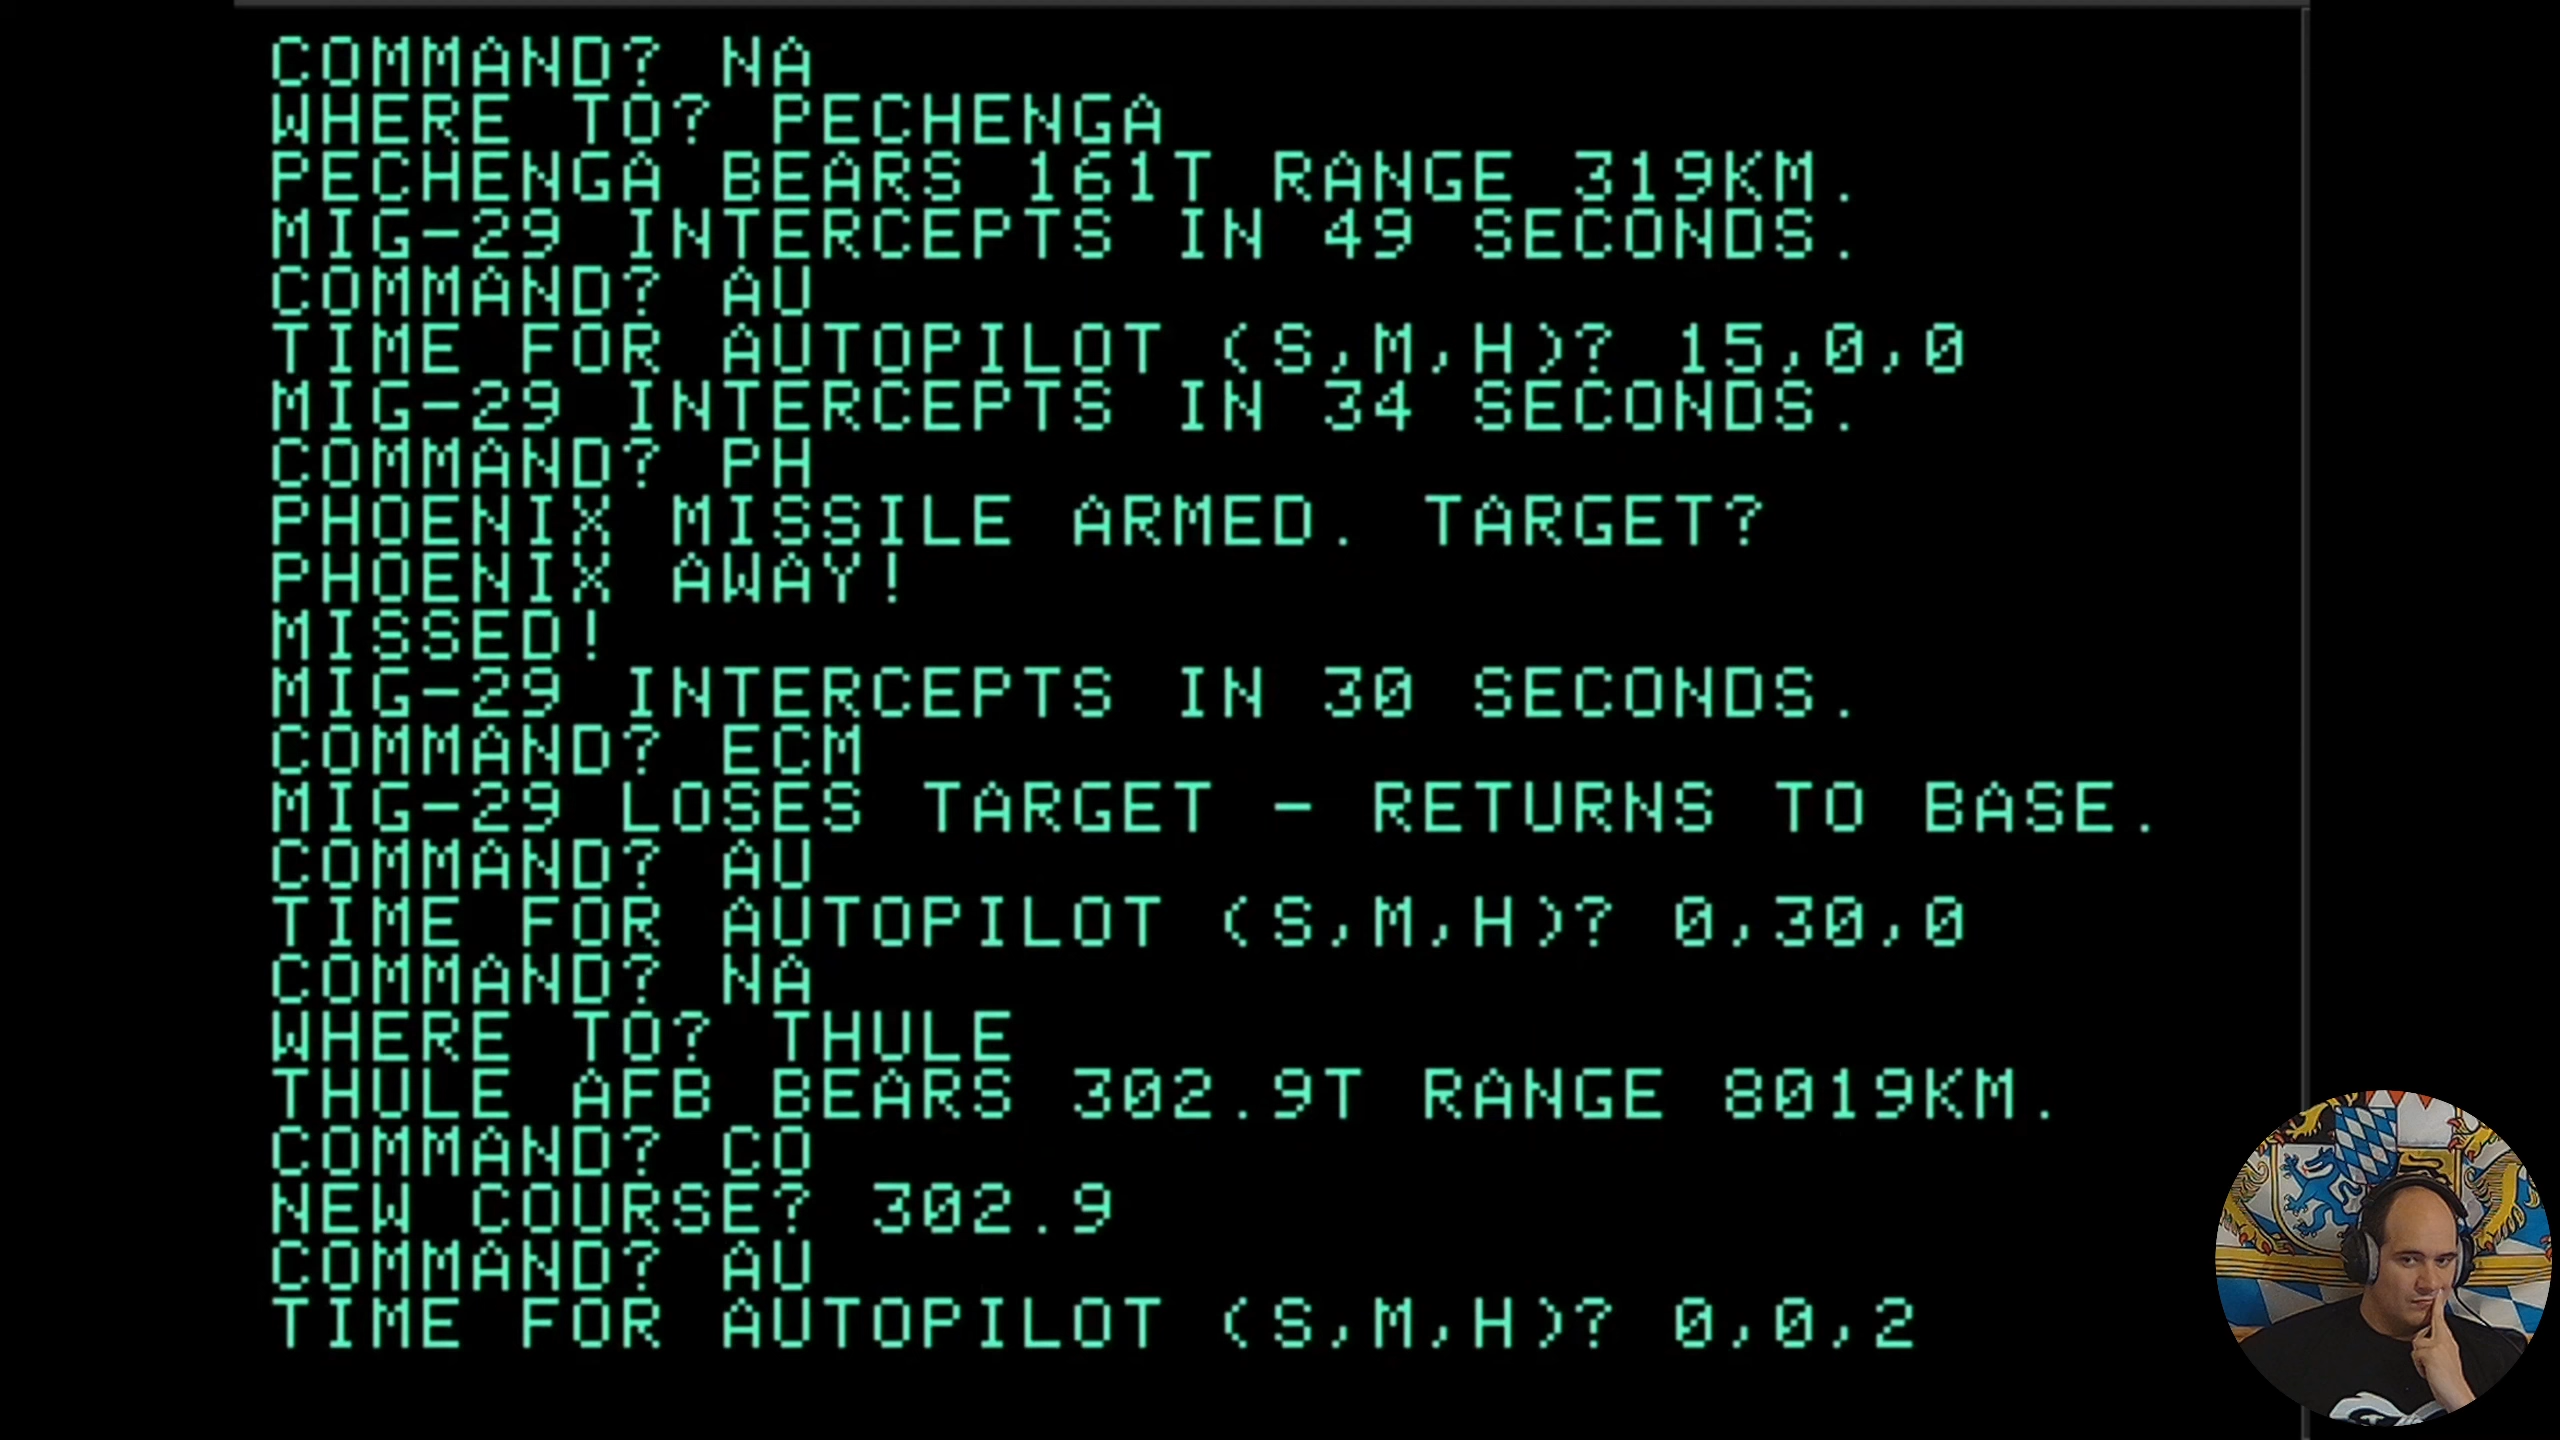 COMMAND? NA
WHERE TO? PECHENGA
PECHENGA BEARS 161T RANGE 319KM.
MIG-29 INTERCEPTS IN 49 SECONDS.
COMMAND? AU
TIME FOR AUTOPILOT (S,M,H)? 15,0,0
MIG-29 INTERCEPTS IN 34 SECONDS.
COMMAND? PH
PHOENIX MISSILE ARMED. TARGET?
PHOENIX AWAY!
MISSED!
MIG-29 INTERCEPTS IN 30 SECONDS.
COMMAND? ECM
MIG-29 LOSES TARGET - RETURNS TO BASE.
COMMAND? AU
TIME FOR AUTOPILOT (S,M,H)? 0,30,0
COMMAND? NA
WHERE TO? THULE
THULE AFB BEARS 302.9T RANGE 8019KM.
COMMAND? CO
NEW COURSE? 302.9
COMMAND? AU
TIME FOR AUTOPILOT (S,M,H)? 0,0,2